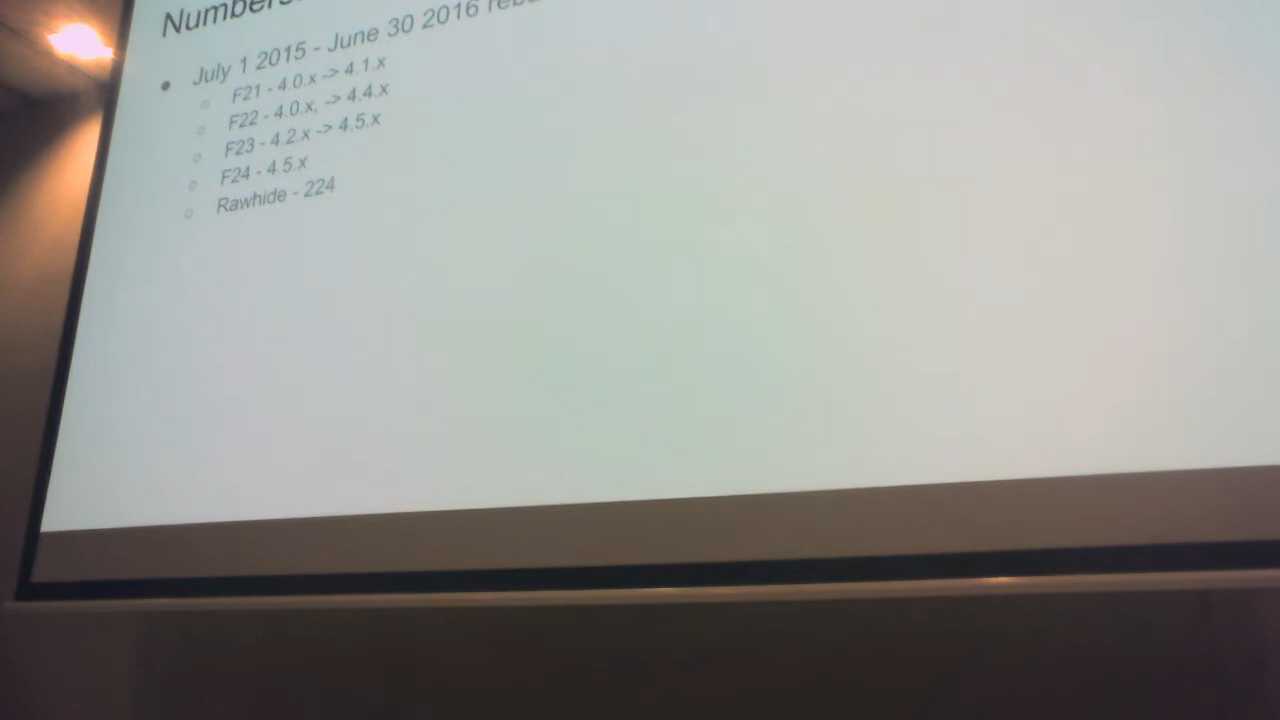 Numbers
July 1 2015 - June 30 2016
F21 - 4.0.x -> 4.1.x
F22 - 4.0.x, -> 4.4.x
F23 - 4.2.x -> 4.5.x
F24 - 4.5.x
Rawhide - 224